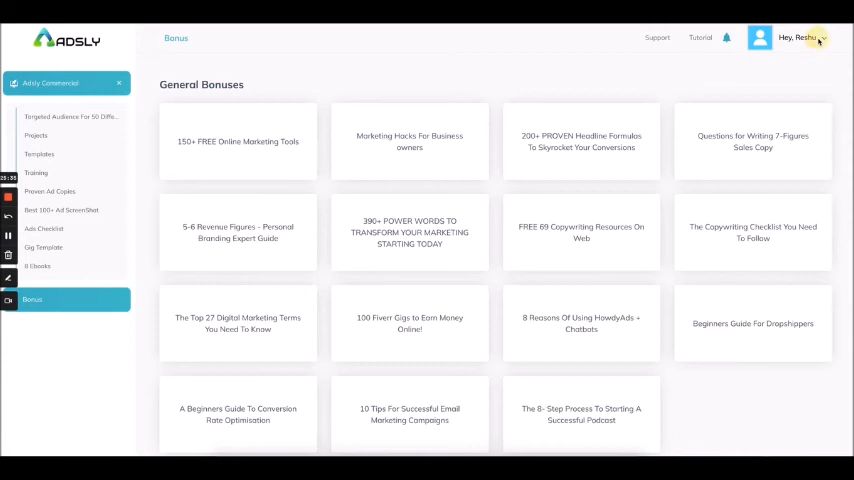 ADSLY
Bonus
Support
Tutorial
Hey, Reshu
Adsly Commercial
×
General Bonuses
Targeted Audience For 50 Diffe...
Projects
Templates
Training
Proven Ad Copies
Best 100+ Ad ScreenShat
Ads Checklist
Gig Template
8 Ebooks
Bonus
25:35
150+ FREE Online Marketing Tools
Marketing Hacks For Business
owners
200+ PROVEN Headline Formulas
To Skyrocket Your Conversions
Questions for Writing 7-Figures
Sales Copy
5-6 Revenue Figures - Personal
Branding Expert Guide
390+ POWER WORDS TO
TRANSFORM YOUR MARKETING
STARTING TODAY
FREE 69 Copywriting Resources On
Web
The Copywriting Checklist You Need
To Follow
The Top 27 Digital Marketing Terms
You Need To Know
100 Fiverr Gigs to Earn Money
Online!
8 Reasons Of Using HowdyAds +
Chatbots
Beginners Guide For Dropshippers
A Beginners Guide To Conversion
Rate Optimisation
10 Tips For Successful Email
Marketing Campaigns
The 8- Step Process To Starting A
Successful Podcast